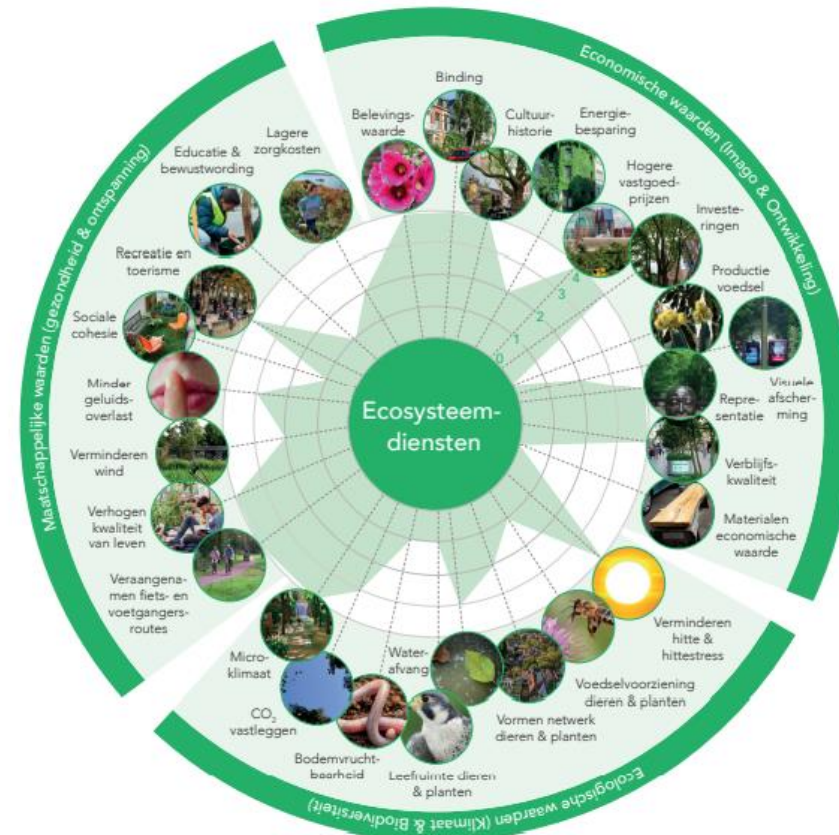 Economische waarden (Imago & Ontwikkeling)
Binding
Belevings-
waarde
Cultuur-
historie
Energie-
besparing
Hogere
vastgoed-
prijzen
Investe-
ringen
Productie
voedsel
Visuele
afscher-
ming
Repre-
sentatie
Verblijfs-
kwaliteit
Materialen
economische
waarde
Verminderen
hitte &
hittestress
Voedselvoorziening
dieren & planten
Vormen netwerk
dieren & planten
Water-
afvang
Leefruimte dieren
& planten
Bodemvrucht-
baarheid
CO₂
vastleggen
Micro-
klimaat
Ecologische waarden (Klimaat & Biodiversiteit)
Veraangenamen
fiets- en
voetgangers-
routes
Verhogen
kwaliteit
van leven
Verminderen
wind
Minder
geluids-
overlast
Sociale
cohesie
Recreatie en
toerisme
Educatie &
bewustwording
Lagere
zorgkosten
Maatschappelijke waarden (gezondheid & ontspanning)
4
3
2
1
0
Ecosysteem-
diensten